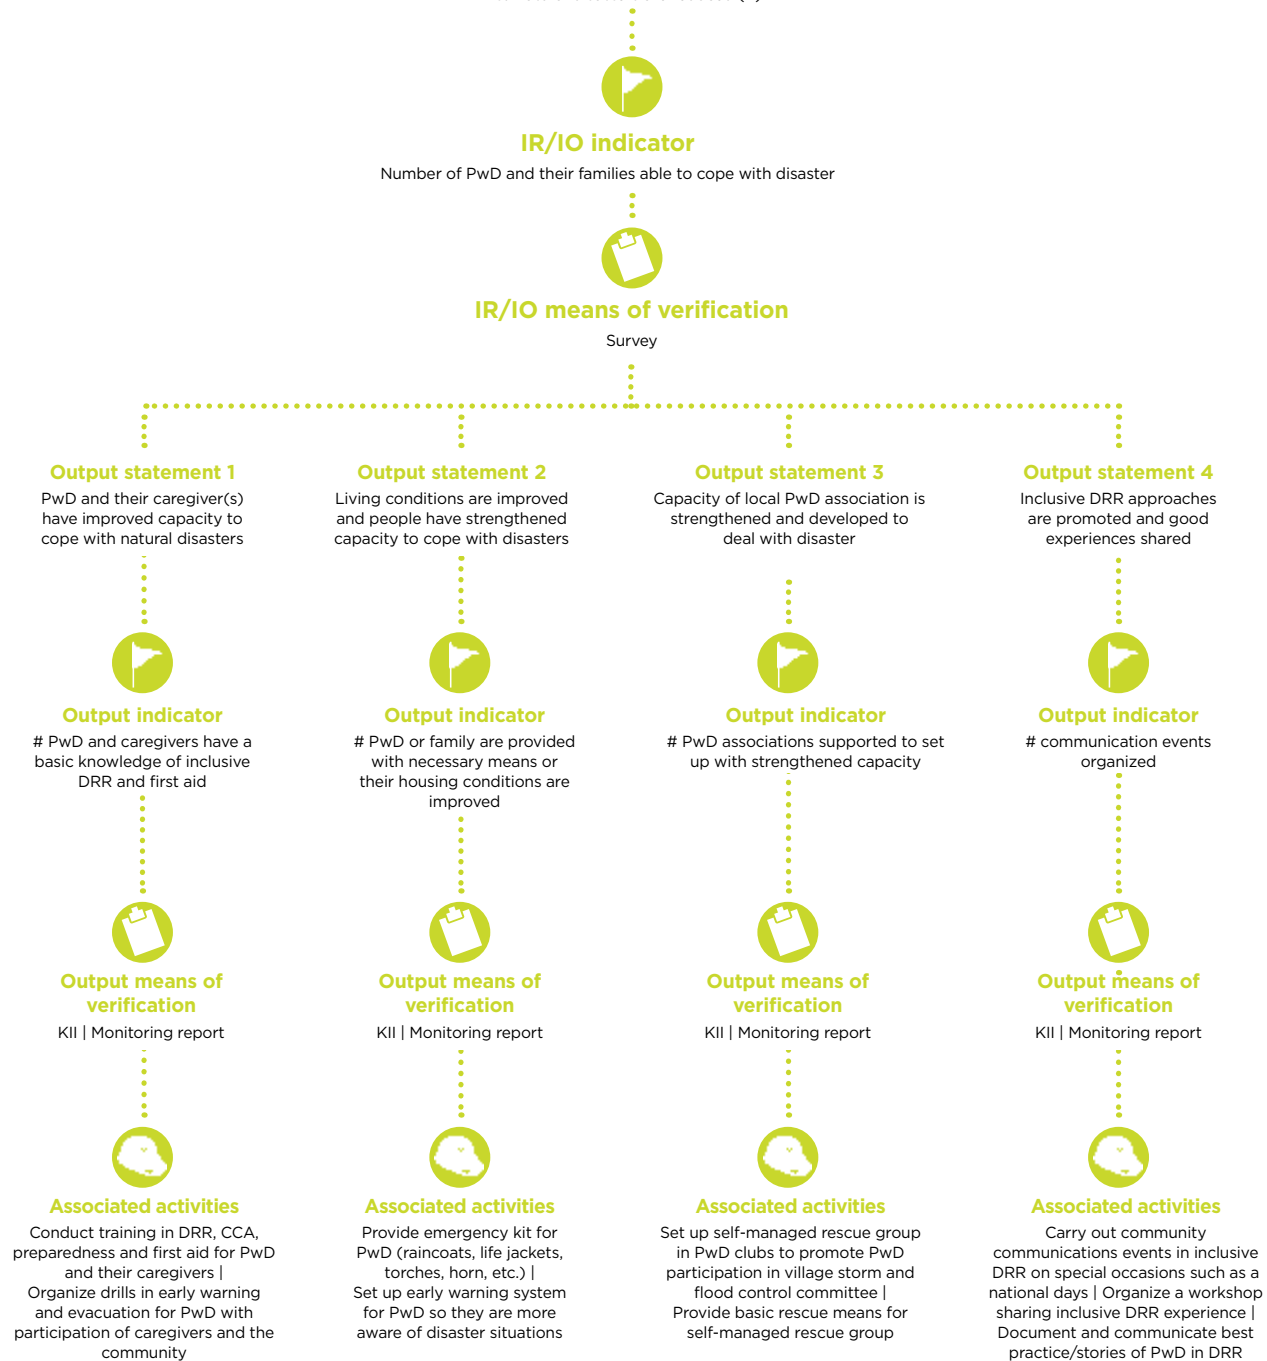 IR/IO indicator
Number of PwD and their families able to cope with disaster
IR/IO means of verification
Survey
Output statement 1
PwD and their caregiver(s)
have improved capacity to
cope with natural disasters
Output statement 2
Living conditions are improved
and people have strengthened
capacity to cope with disasters
Output statement 3
Capacity of local PwD association is
strengthened and developed to
deal with disaster
Output statement 4
Inclusive DRR approaches
are promoted and good
experiences shared
Output indicator
# PwD and caregivers have a
basic knowledge of inclusive
DRR and first aid
Output indicator
# PwD or family are provided
with necessary means or
their housing conditions are
improved
Output indicator
# PwD associations supported to set
up with strengthened capacity
Output indicator
# communication events
organized
Output means of
verification
KII | Monitoring report
Output means of
verification
KII | Monitoring report
Output means of
verification
KII | Monitoring report
Output means of
verification
KII | Monitoring report
Associated activities
Conduct training in DRR, CCA,
preparedness and first aid for PwD
and their caregivers |
Organize drills in early warning
and evacuation for PwD with
participation of caregivers and the
community
Associated activities
Provide emergency kit for
PwD (raincoats, life jackets,
torches, horn, etc.) |
Set up early warning system
for PwD so they are more
aware of disaster situations
Associated activities
Set up self-managed rescue group
in PwD clubs to promote PwD
participation in village storm and
flood control committee |
Provide basic rescue means for
self-managed rescue group
Associated activities
Carry out community
communications events in inclusive
DRR on special occasions such as a
national days | Organize a workshop
sharing inclusive DRR experience |
Document and communicate best
practice/stories of PwD in DRR